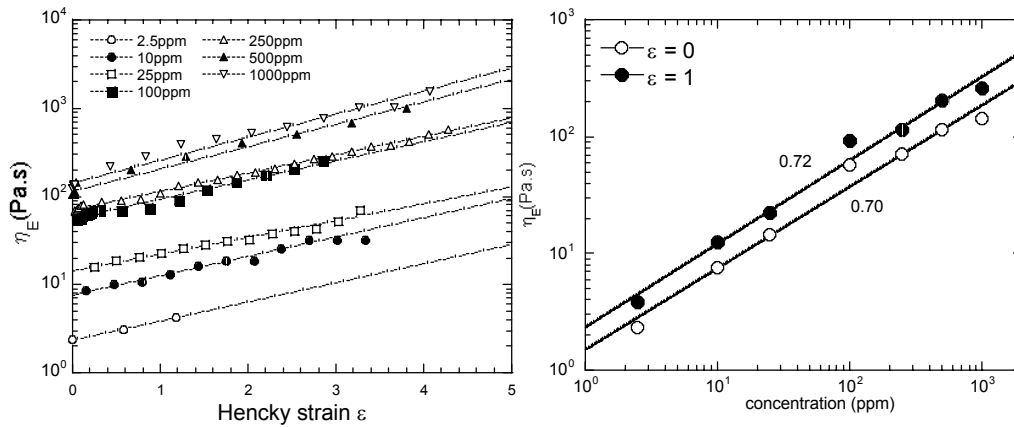 2.5ppm 250ppm
10ppm 500ppm
25ppm 1000ppm
100ppm
10⁴
10³
10²
10¹
10⁰
η_E(Pa.s)
0 1 2 3 4 5
Hencky strain ε
ε = 0
ε = 1
0.72
0.70
10³
10²
10¹
10⁰
η_E(Pa.s)
10⁰ 10¹ 10² 10³
concentration (ppm)